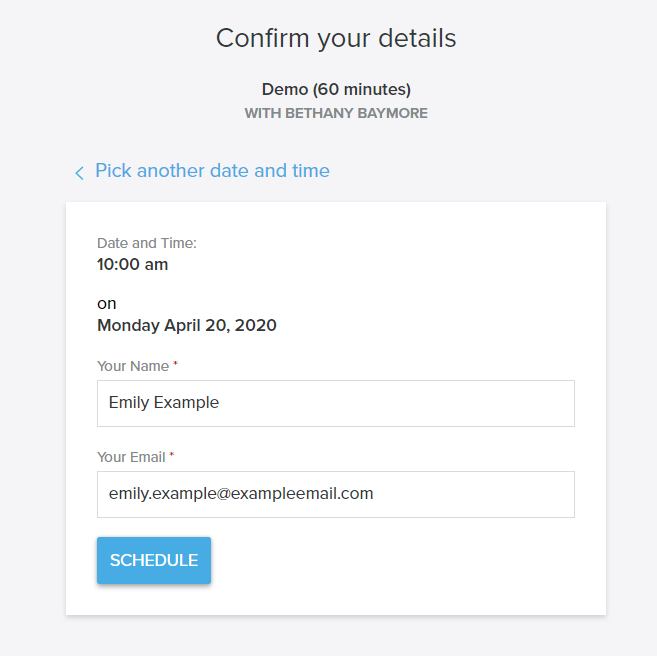 Confirm your details
Demo (60 minutes)
WITH BETHANY BAYMORE
Pick another date and time
Date and Time:
10:00 am
on
Monday April 20, 2020
Your Name *
Emily Example
Your Email *
emily.example@exampleemail.com
SCHEDULE